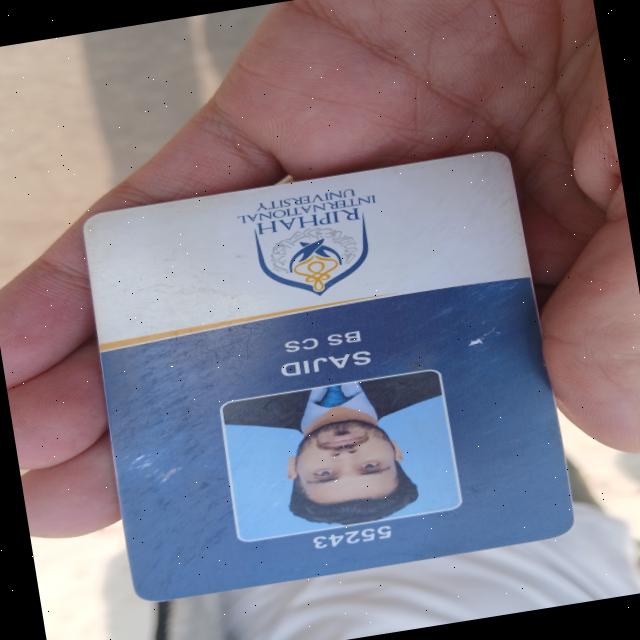 55243
SAJID
BS CS
RIPHAH
INTERNATIONAL
UNIVERSITY